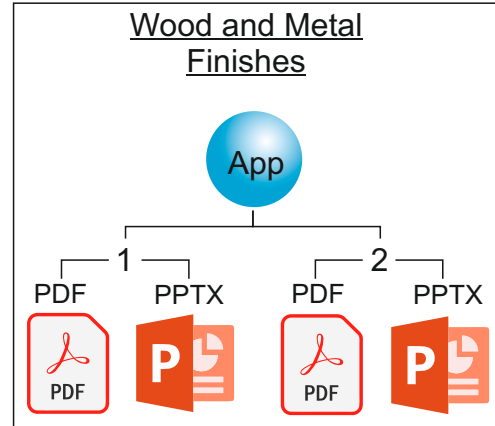 Wood and Metal
Finishes
App
1 2
PDF PPTX PDF PPTX
PDF P PDF P